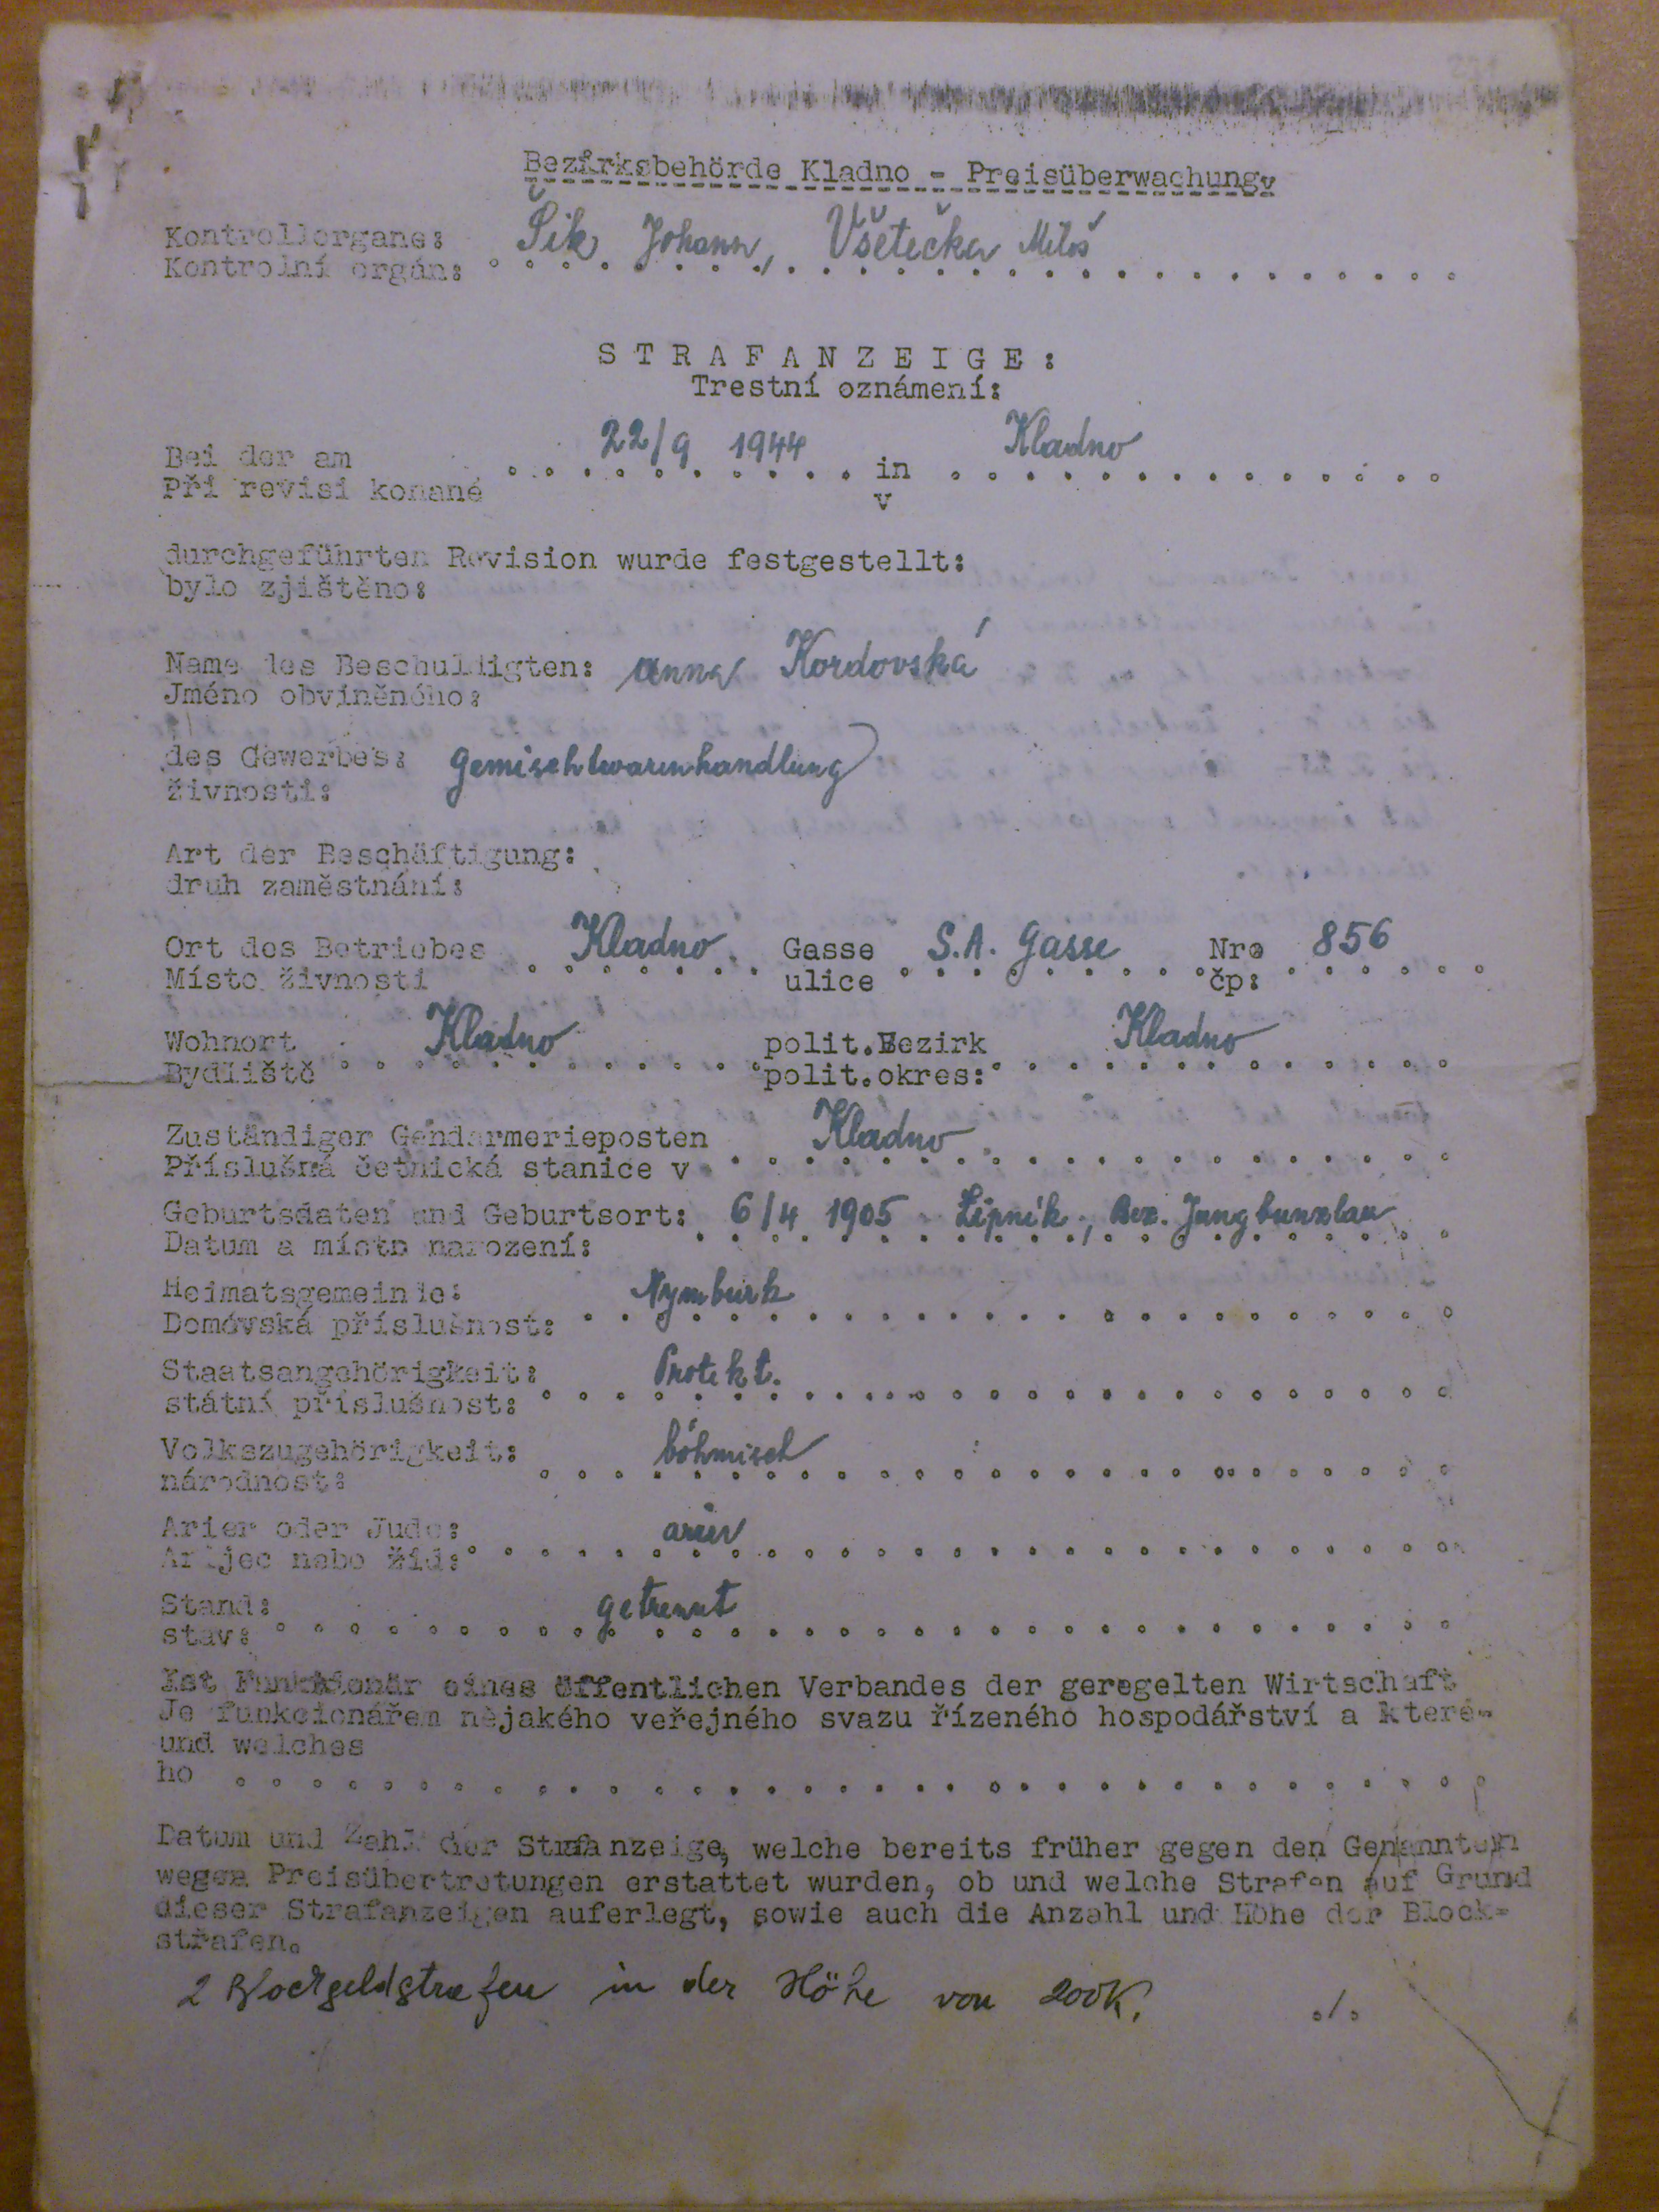 Bezirksbehörde Kladno - Preisüberwachung.
Kontrollorgane: Šik Johann, Všetečka Miloš
Kontrolní orgán:
STRAFANZEIGE:
Trestní oznámení:
Bei der am 22/9 1944 in Kladno
Při revisi konané v
durchgeführten Revision wurde festgestellt:
bylo zjištěno:
Name des Beschuldigten: Anna Kordovská
Jméno obviněného:
des Gewerbes: Gemischtwarenhandlung
živnosti:
Art der Beschäftigung:
druh zaměstnání:
Ort des Betriebes Kladno Gasse S.A. Gasse Nro 856
Místo živnosti ulice čp:
Wohnort Kladno polit.Bezirk Kladno
Bydliště polit.okres:
Zuständiger Gendarmerieposten Kladno
Příslušná četnická stanice v
Geburtsdaten und Geburtsort: 6/4 1905 Lipník, Bez. Jungbunzlau
Datum a místo narození:
Heimatsgemeinde: Nymburk
Domovská příslušnost:
Staatsangehörigkeit: Protekt.
státní příslušnost:
Volkszugehörigkeit: böhmisch
národnost:
Arier oder Jude: arier
Arijec nebo žid:
Stand: getrennt
stav:
Ist Funktionär eines öffentlichen Verbandes der geregelten Wirtschaft
Je funkcionářem nějakého veřejného svazu řízeného hospodářství a které-
und welches
ho
Datum und Zahl der Strafanzeige, welche bereits früher gegen den Genannten
wegen Preisübertretungen erstattet wurden, ob und welche Strafen auf Grund
dieser Strafanzeigen auferlegt, sowie auch die Anzahl und Höhe der Block=
strafen.
2 Blockgeldstrafen in der Höhe von 200K. ./.